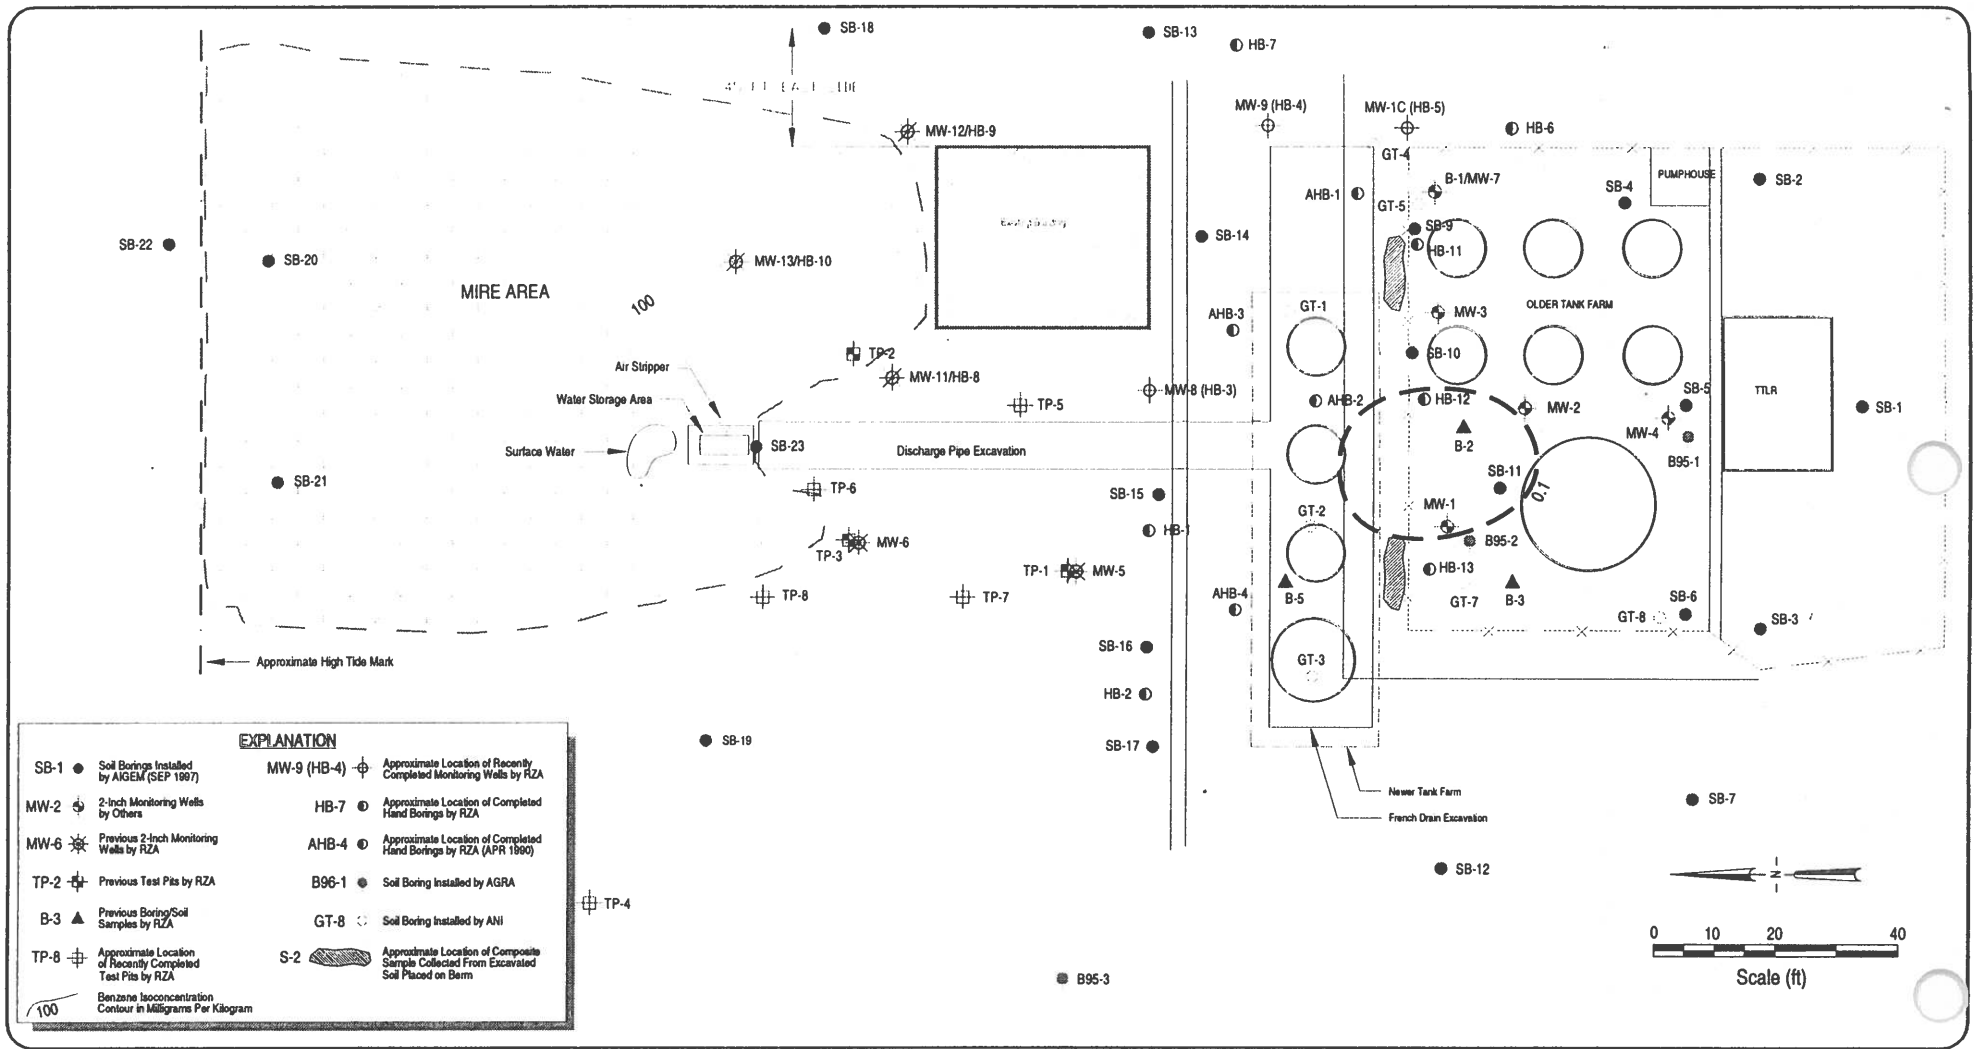 SB-18
SB-13
HB-7
MW-9 (HB-4)
MW-1C (HB-5)
HB-6
MW-12/HB-9
GT-4
PUMPHOUSE
B-1/MW-7
SB-4
SB-2
AHB-1
GT-5
SB-9
SB-14
SB-22
HB-11
SB-20
MW-13/HB-10
MIRE AREA
100
OLDER TANK FARM
GT-1
AHB-3
MW-3
TP-2
SB-10
Air Stripper
MW-11/HB-8
MW-8 (HB-3)
SB-5
TTLR
Water Storage Area
TP-5
AHB-2
HB-12
MW-2
SB-1
MW-4
SB-23
B-2
Surface Water
Discharge Pipe Excavation
B95-1
SB-11
SB-21
TP-6
SB-15
0.1
MW-1
GT-2
HB-1
MW-6
TP-3
B95-2
TP-1
MW-5
HB-13
TP-8
TP-7
AHB-4
B-5
GT-7
B-3
SB-6
GT-8
SB-3
SB-16
Approximate High Tide Mark
GT-3
HB-2
SB-19
SB-17
Newer Tank Farm
SB-7
French Drain Excavation
SB-12
N
TP-4
B95-3
0 10 20 40
Scale (ft)
EXPLANATION
SB-1 Soil Borings Installed
by AIGEM (SEP 1997)
MW-2 2-Inch Monitoring Wells
by Others
MW-6 Previous 2-Inch Monitoring
Wells by RZA
TP-2 Previous Test Pits by RZA
B-3 Previous Boring/Soil
Samples by RZA
TP-8 Approximate Location
of Recently Completed
Test Pits by RZA
100 Benzene Isoconcentration
Contour in Milligrams Per Kilogram
MW-9 (HB-4) Approximate Location of Recently
Completed Monitoring Wells by RZA
HB-7 Approximate Location of Completed
Hand Borings by RZA
AHB-4 Approximate Location of Completed
Hand Borings by RZA (APR 1990)
B96-1 Soil Boring Installed by AGRA
GT-8 Soil Boring Installed by ANI
S-2 Approximate Location of Composite
Sample Collected From Excavated
Soil Placed on Berm